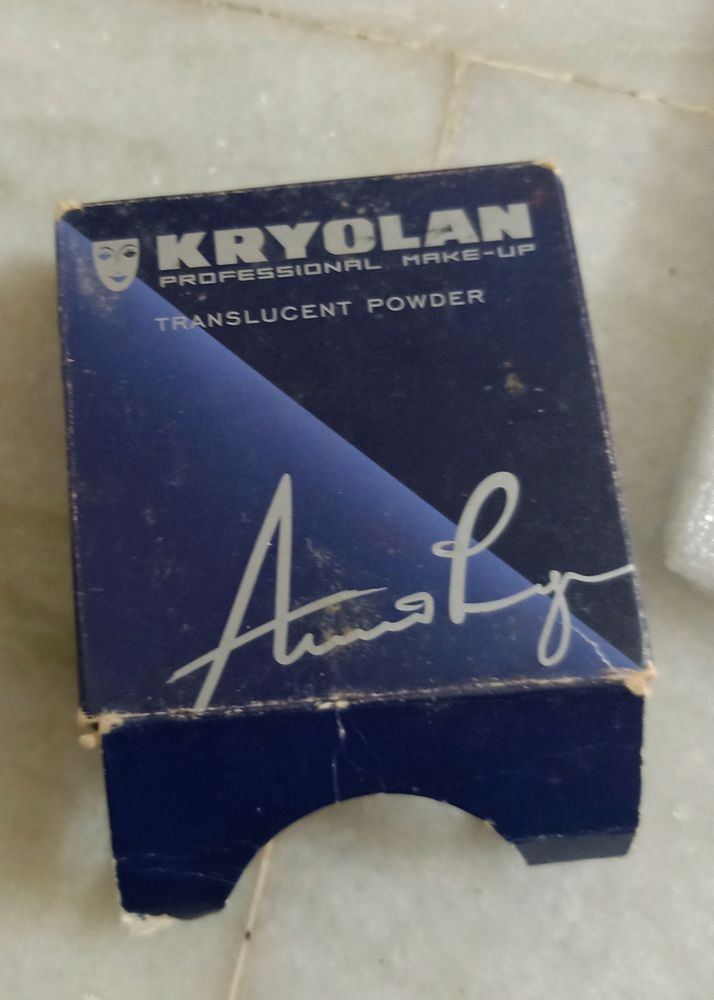 KRYOLAN
PROFESSIONAL MAKE-UP
TRANSLUCENT POWDER